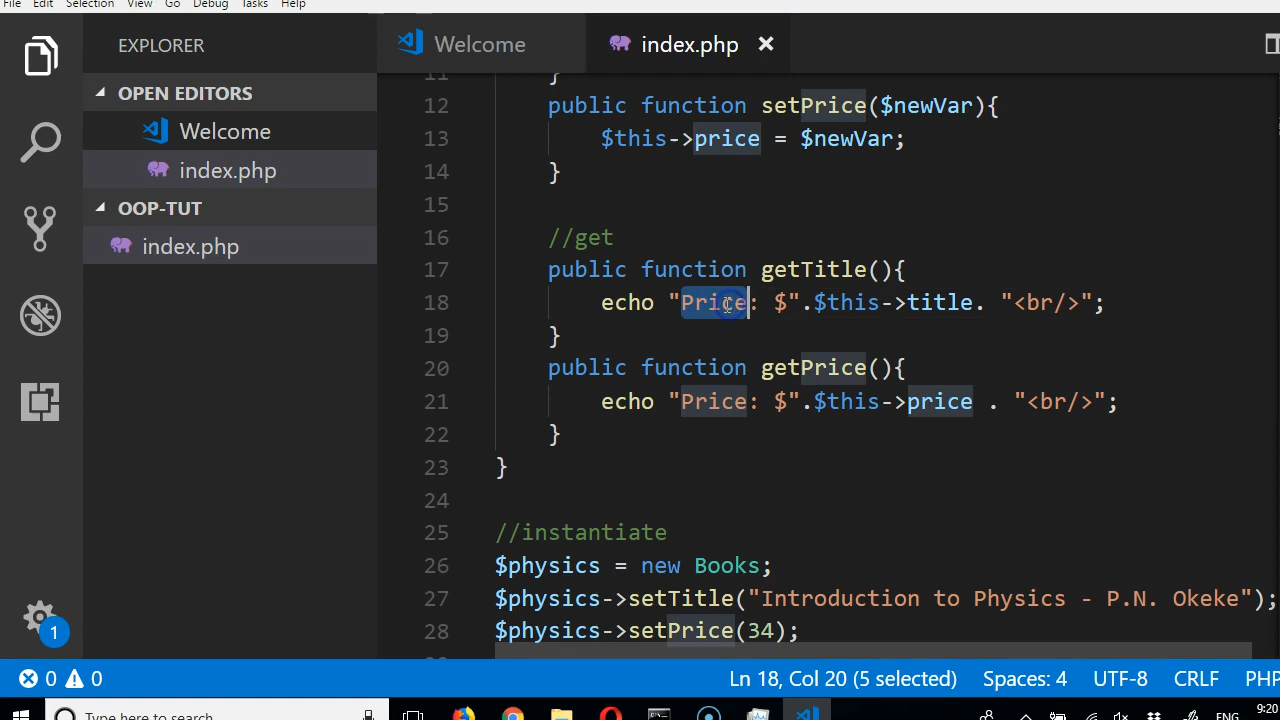 File Edit Selection View Go Debug Tasks Help
EXPLORER
OPEN EDITORS
Welcome
index.php
OOP-TUT
index.php
1
Welcome
index.php
11 }
12 public function setPrice($newVar){
13 $this->price = $newVar;
14 }
15
16 //get
17 public function getTitle(){
18 echo "Price: $".$this->title. "<br/>";
19 }
20 public function getPrice(){
21 echo "Price: $".$this->price . "<br/>";
22 }
23 }
24
25 //instantiate
26 $physics = new Books;
27 $physics->setTitle("Introduction to Physics - P.N. Okeke");
28 $physics->setPrice(34);
0 0 Ln 18, Col 20 (5 selected) Spaces: 4 UTF-8 CRLF PHP
Type here to search ENG 9:20